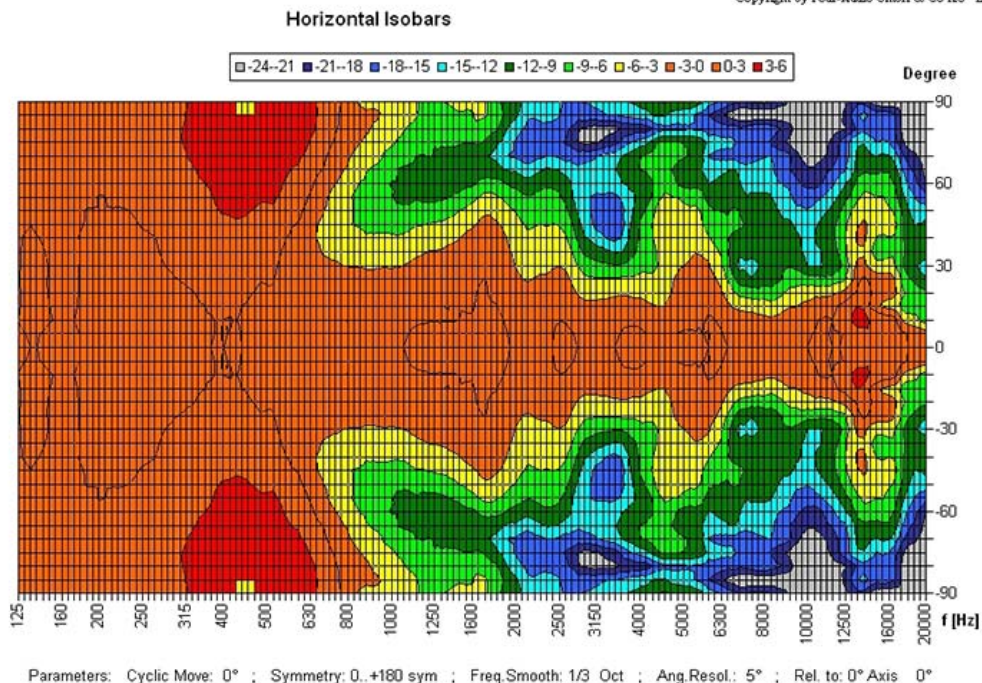 Copyright by
Horizontal Isobars
-24--21 -21--18 -18--15 -15--12 -12--9 -9--6 -6--3 -3-0 0-3 3-6
Degree
90
60
30
0
-30
-60
-90
125 160 200 250 315 400 500 630 800 1000 1250 1600 2000 2500 3150 4000 5000 6300 8000 12500 16000 20000
f [Hz]
Parameters: Cyclic Move: 0° ; Symmetry: 0..+180 sym ; Freq.Smooth: 1/3 Oct ; Ang.Resol.: 5° ; Rel. to: 0° Axis 0°